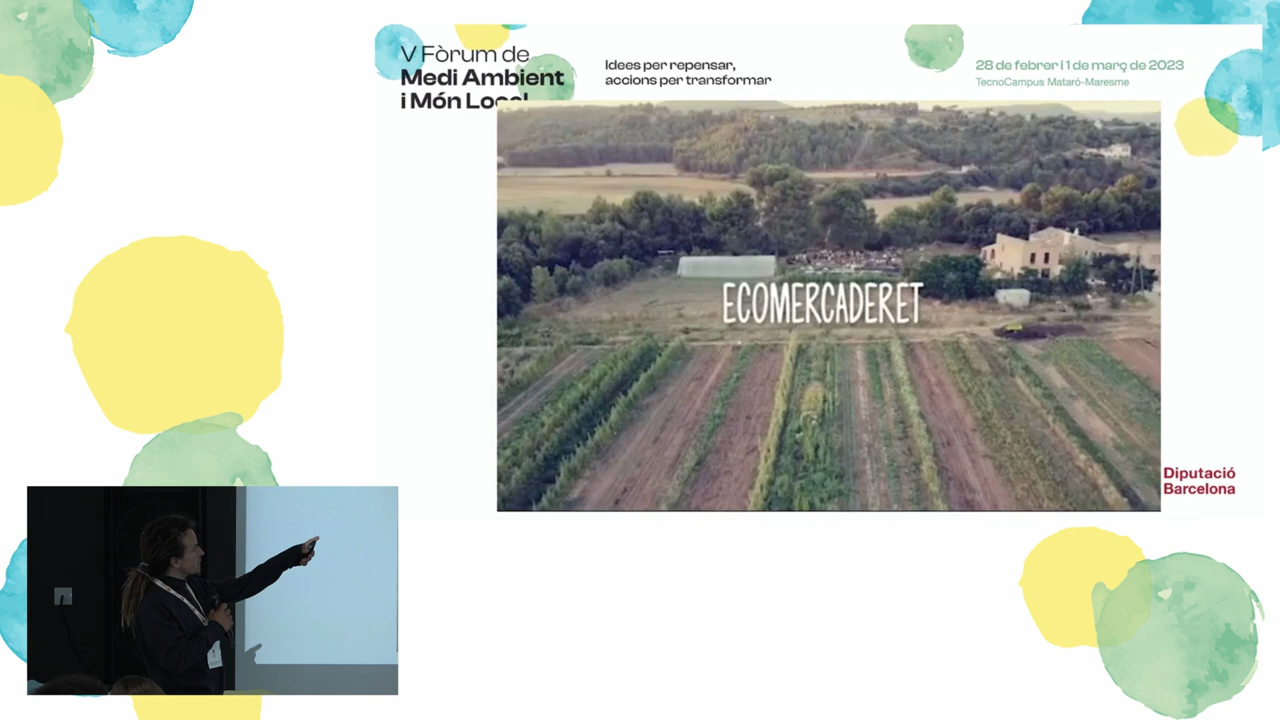 V Fòrum de
Medi Ambient
i Món Local
Idees per repensar,
accions per transformar
28 de febrer i 1 de març de 2023
TecnoCampus Mataró-Maresme
ECOMERCADERET
Diputació
Barcelona